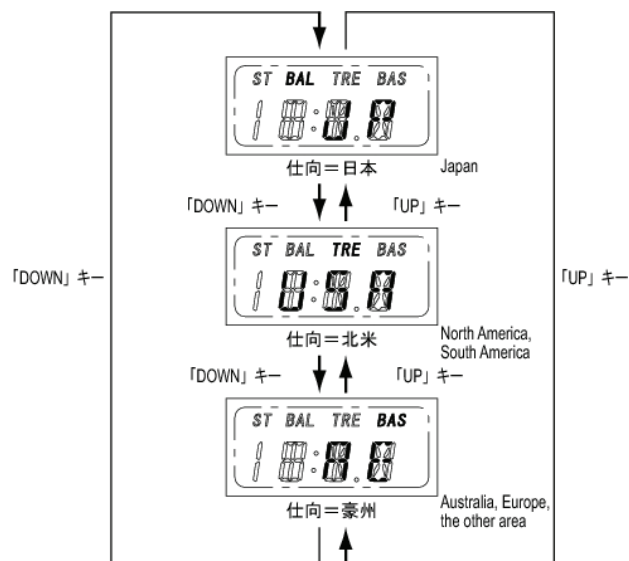 ST BAL TRE BAS
JP
仕向＝日本
Japan
「DOWN」キー 「UP」キー
ST BAL TRE BAS
USA
「DOWN」キー 「UP」キー
仕向＝北米
North America,
South America
「DOWN」キー 「UP」キー
ST BAL TRE BAS
仕向＝豪州
Australia, Europe,
the other area